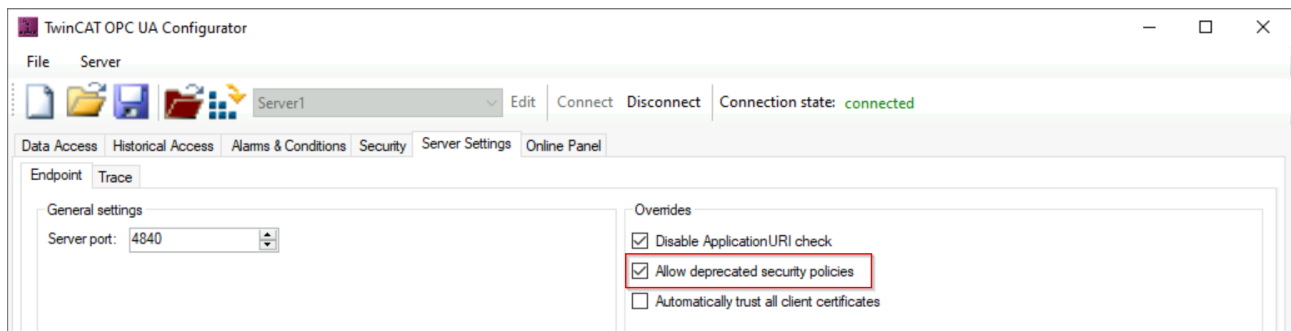 TwinCAT OPC UA Configurator
File Server
Server1 Edit Connect Disconnect Connection state: connected
Data Access Historical Access Alarms & Conditions Security Server Settings Online Panel
Endpoint Trace
General settings
Server port: 4840
Overrides
Disable ApplicationURI check
Allow deprecated security policies
Automatically trust all client certificates